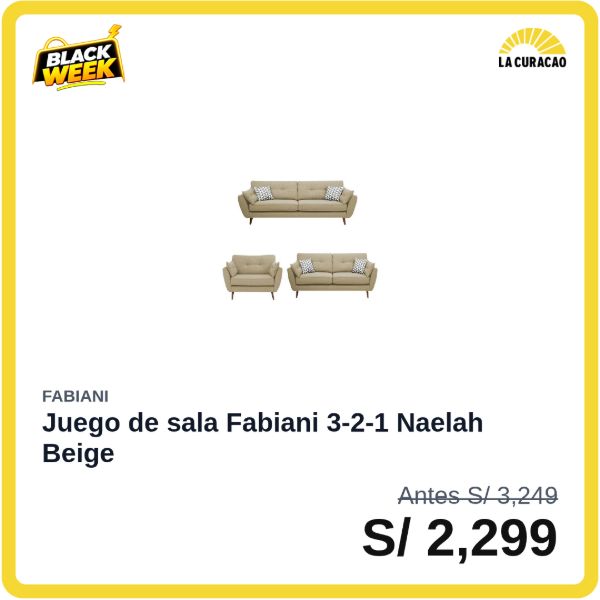 BLACK
WEEK
LA CURACAO
FABIANI
Juego de sala Fabiani 3-2-1 Naelah
Beige
Antes S/ 3,249
S/ 2,299